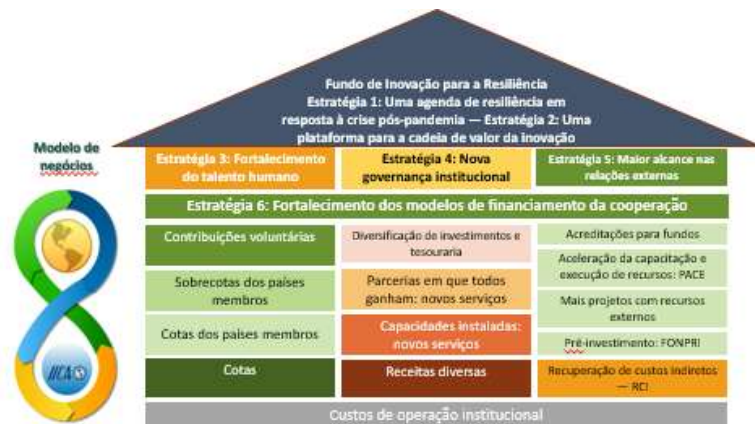 Fundo de Inovação para a Resiliência
Estratégia 1: Uma agenda de resiliência em
resposta à crise pós-pandemia — Estratégia 2: Uma
plataforma para a cadeia de valor da inovação
Modelo de
negócios
Estratégia 3: Fortalecimento
do talento humano
Estratégia 4: Nova
governança institucional
Estratégia 5: Maior alcance nas
relações externas
Estratégia 6: Fortalecimento dos modelos de financiamento da cooperação
Contribuições voluntárias
Sobrecotas dos países
membros
Cotas dos países membros
Cotas
Diversificação de investimentos e
tesouraria
Parcerias em que todos
ganham: novos serviços
Capacidades instaladas:
novos serviços
Receitas diversas
Acreditações para fundos
Aceleração da capacitação e
execução de recursos: PACE
Mais projetos com recursos
externos
Pré-investimento: FONPRI
Recuperação de custos indiretos
— RCI
IICA
Custos de operação institucional